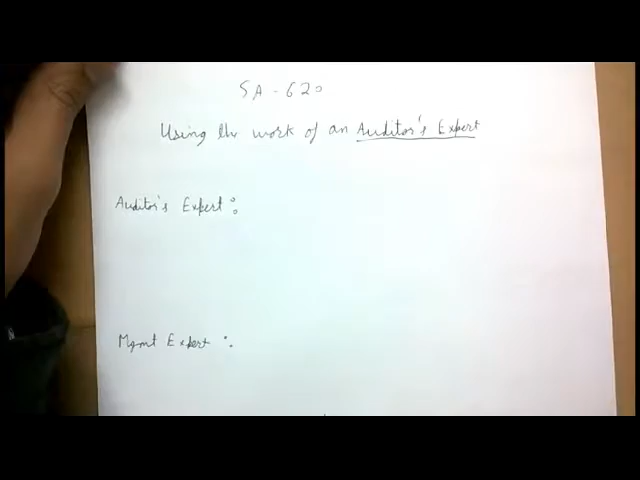 SA - 620
Using the work of an Auditor's Expert
Auditor's Expert :
Mgmt Expert :